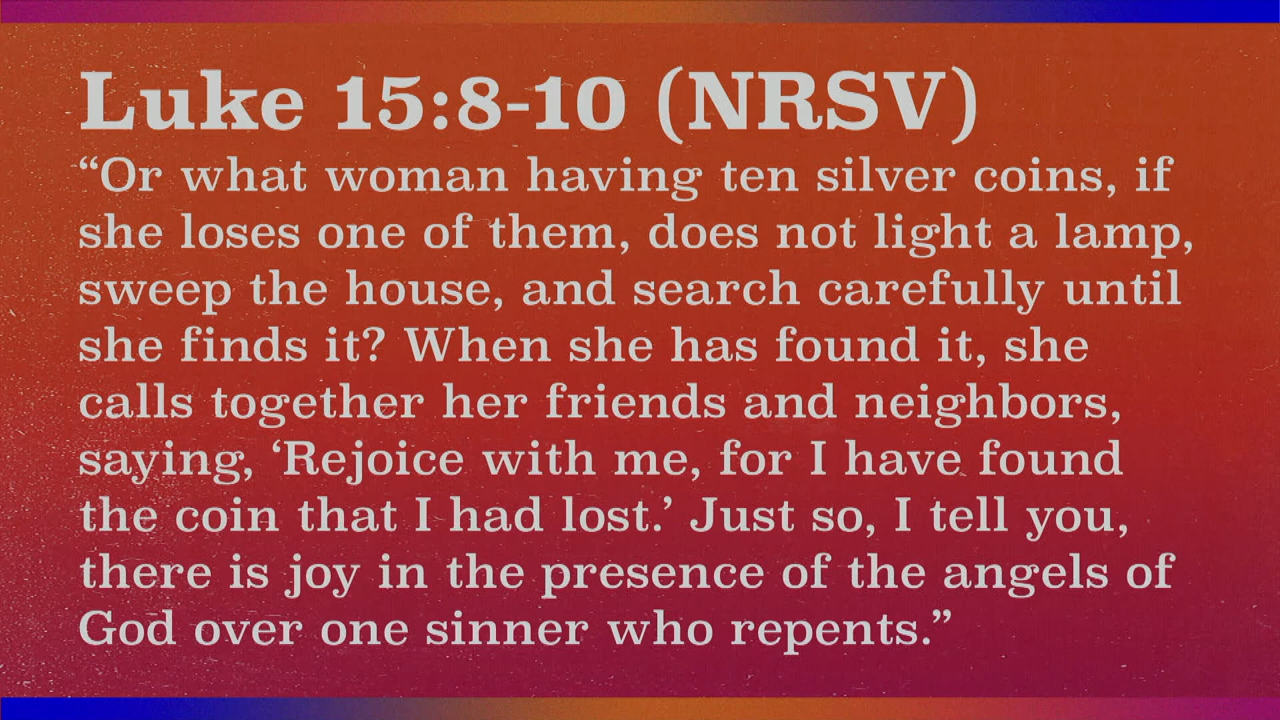 Luke 15:8-10 (NRSV)
“Or what woman having ten silver coins, if
she loses one of them, does not light a lamp,
sweep the house, and search carefully until
she finds it? When she has found it, she
calls together her friends and neighbors,
saying, ‘Rejoice with me, for I have found
the coin that I had lost.’ Just so, I tell you,
there is joy in the presence of the angels of
God over one sinner who repents.”